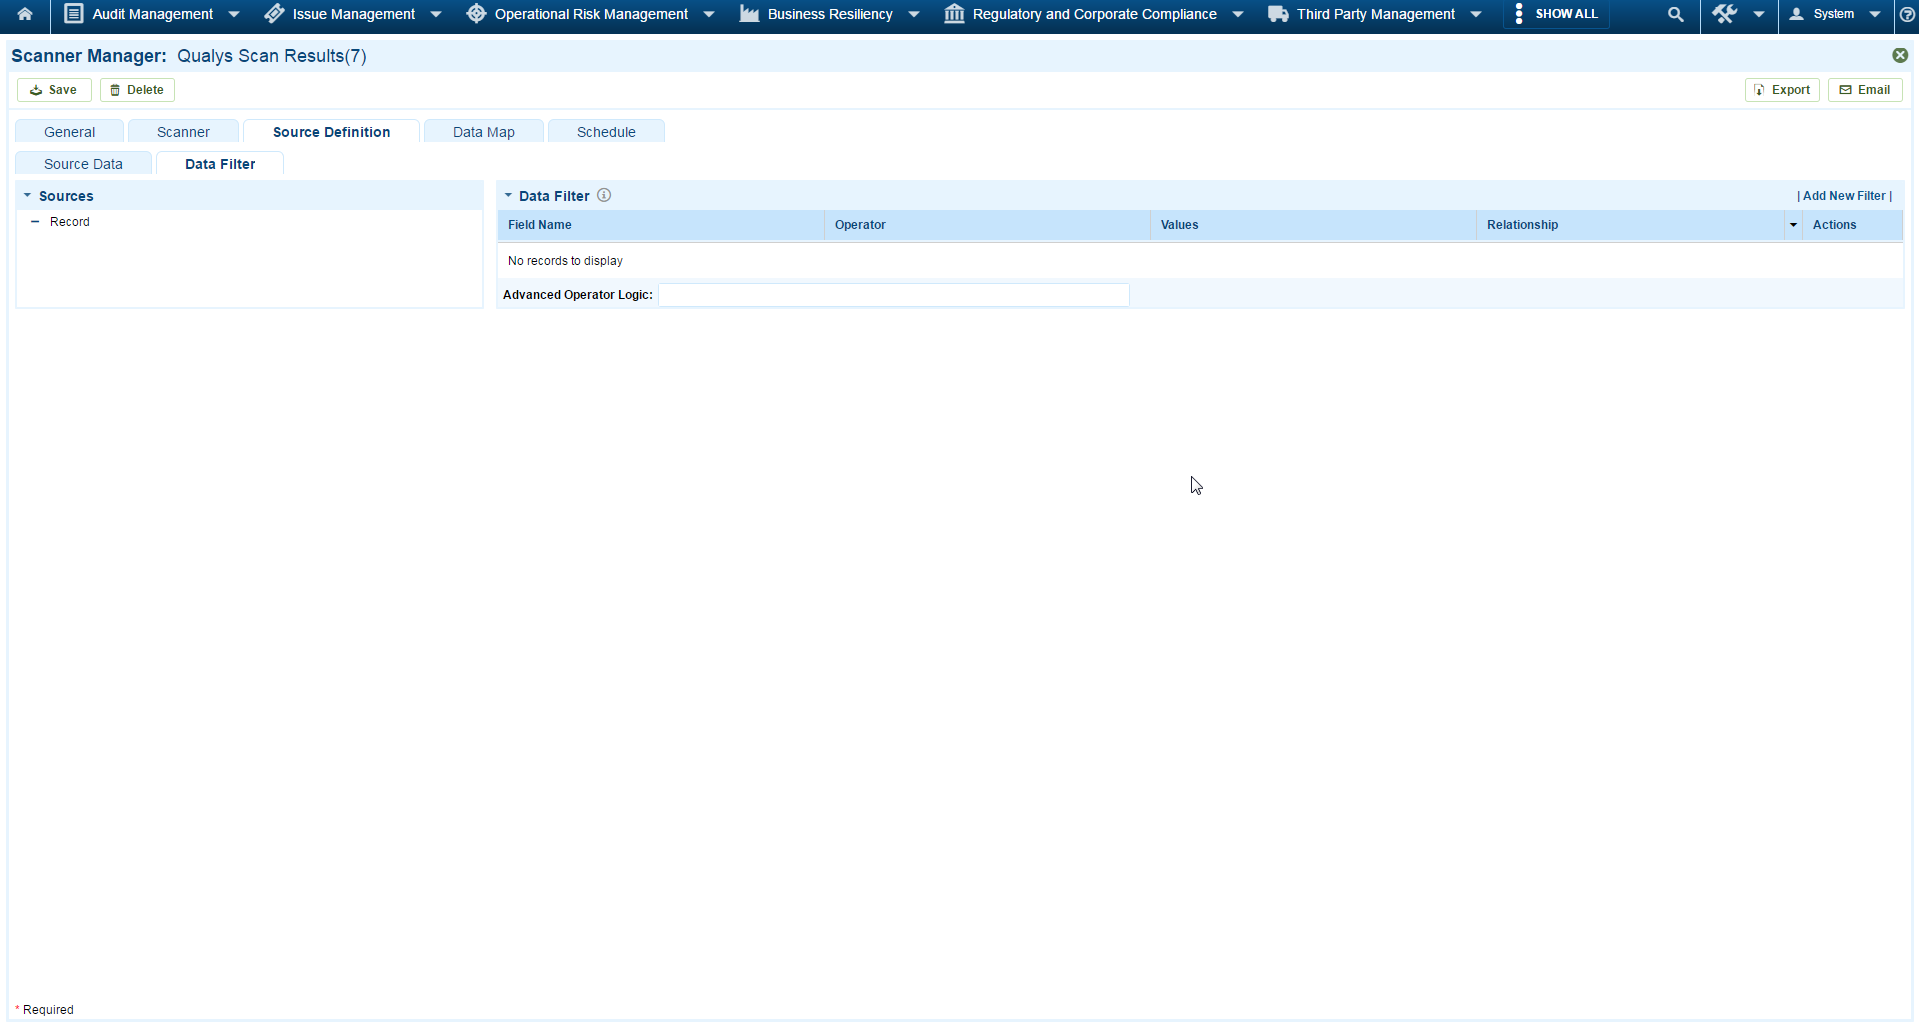 Audit Management Issue Management Operational Risk Management Business Resiliency Regulatory and Corporate Compliance Third Party Management SHOW ALL System
Scanner Manager: Qualys Scan Results(7)
Save Delete Export Email
General Scanner Source Definition Data Map Schedule
Source Data Data Filter
Sources Data Filter | Add New Filter |
Record Field Name Operator Values Relationship Actions
No records to display
Advanced Operator Logic:
* Required